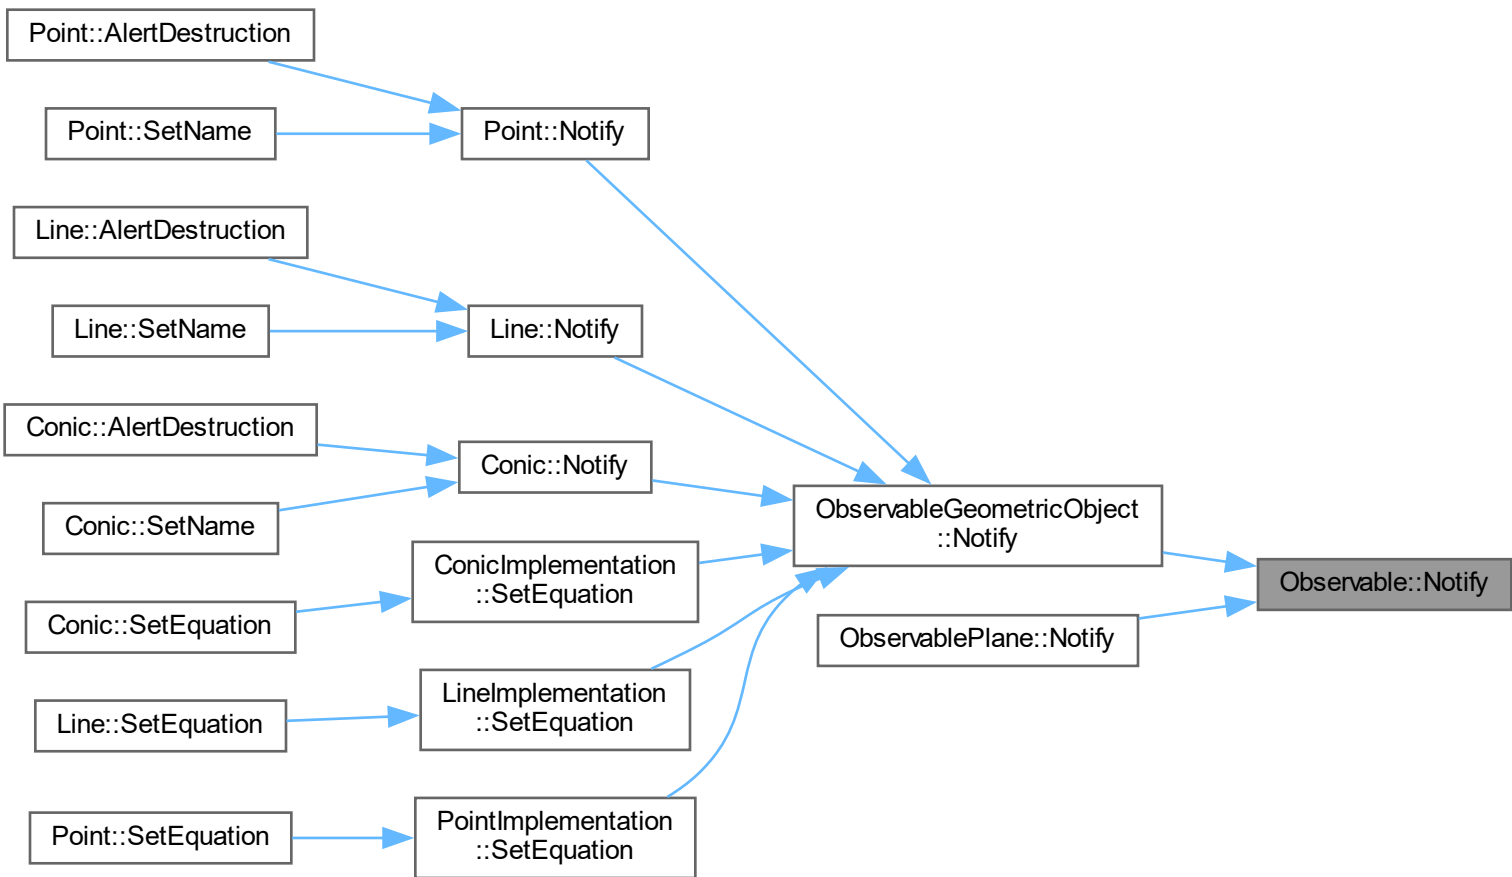 Point::AlertDestruction
Point::SetName
Point::Notify
Line::AlertDestruction
Line::SetName
Line::Notify
Conic::AlertDestruction
Conic::Notify
Conic::SetName
ObservableGeometricObject
::Notify
ConicImplementation
::SetEquation
Observable::Notify
Conic::SetEquation
ObservablePlane::Notify
LineImplementation
::SetEquation
Line::SetEquation
PointImplementation
::SetEquation
Point::SetEquation